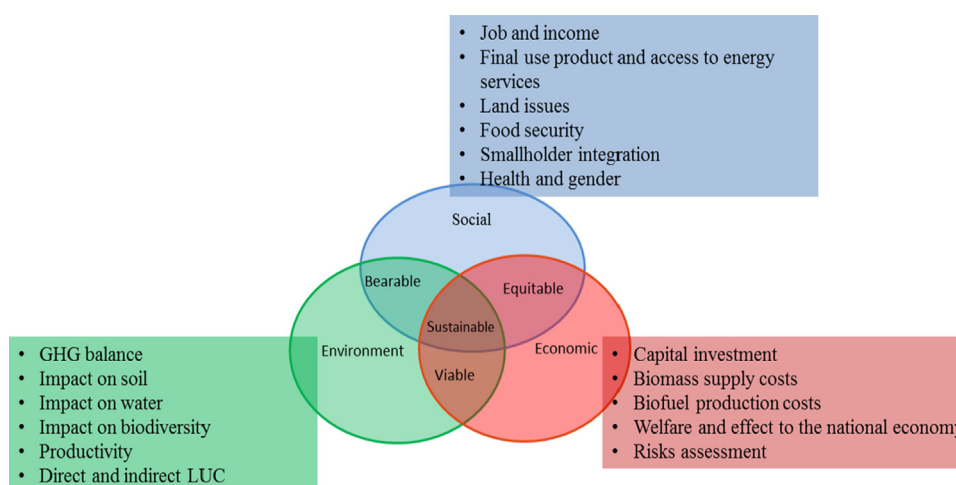 • Job and income
• Final use product and access to energy
services
• Land issues
• Food security
• Smallholder integration
• Health and gender
Social
Bearable
Equitable
Sustainable
Environment
Economic
Viable
• GHG balance
• Impact on soil
• Impact on water
• Impact on biodiversity
• Productivity
• Direct and indirect LUC
• Capital investment
• Biomass supply costs
• Biofuel production costs
• Welfare and effect to the national economy
• Risks assessment